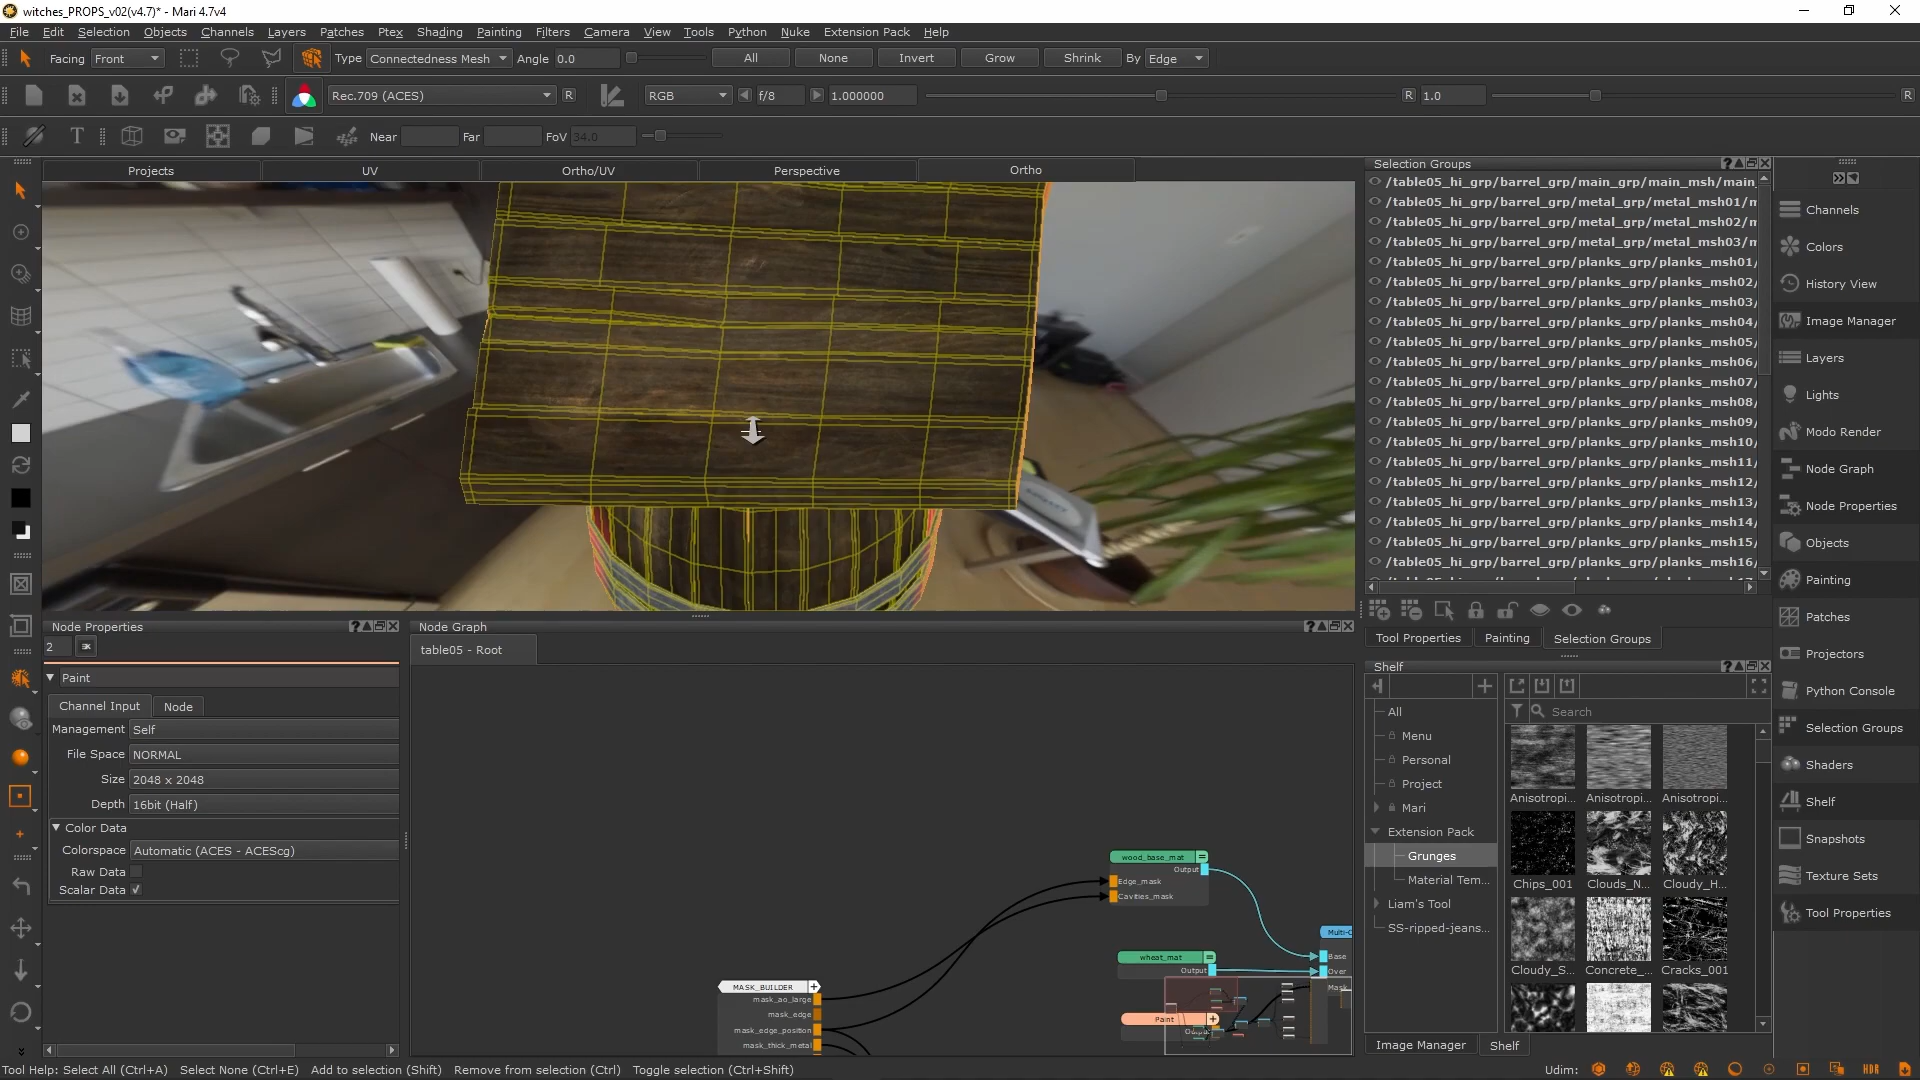 witches_PROPS_v02(v4.7)* - Mari 4.7v4
File Edit Selection Objects Channels Layers Patches Ptex Shading Painting Filters Camera View Tools Python Nuke Extension Pack Help
Facing Front Type Connectedness Mesh Angle 0.0 All None Invert Grow Shrink By Edge
Rec.709 (ACES) R RGB f/8 1.000000 R 1.0 R
T Near Far FoV 34.0
Projects UV Ortho/UV Perspective Ortho
Selection Groups
/table05_hi_grp/barrel_grp/main_grp/main_msh/main_
/table05_hi_grp/barrel_grp/metal_grp/metal_msh01/m
/table05_hi_grp/barrel_grp/metal_grp/metal_msh02/m
/table05_hi_grp/barrel_grp/metal_grp/metal_msh03/m
/table05_hi_grp/barrel_grp/planks_grp/planks_msh01/
/table05_hi_grp/barrel_grp/planks_grp/planks_msh02/
/table05_hi_grp/barrel_grp/planks_grp/planks_msh03/
/table05_hi_grp/barrel_grp/planks_grp/planks_msh04/
/table05_hi_grp/barrel_grp/planks_grp/planks_msh05/
/table05_hi_grp/barrel_grp/planks_grp/planks_msh06/
/table05_hi_grp/barrel_grp/planks_grp/planks_msh07/
/table05_hi_grp/barrel_grp/planks_grp/planks_msh08/
/table05_hi_grp/barrel_grp/planks_grp/planks_msh09/
/table05_hi_grp/barrel_grp/planks_grp/planks_msh10/
/table05_hi_grp/barrel_grp/planks_grp/planks_msh11/
/table05_hi_grp/barrel_grp/planks_grp/planks_msh12/
/table05_hi_grp/barrel_grp/planks_grp/planks_msh13/
/table05_hi_grp/barrel_grp/planks_grp/planks_msh14/
/table05_hi_grp/barrel_grp/planks_grp/planks_msh15/
/table05_hi_grp/barrel_grp/planks_grp/planks_msh16/
Tool Properties Painting Selection Groups
Channels
Colors
History View
Image Manager
Layers
Lights
Modo Render
Node Graph
Node Properties
Objects
Painting
Patches
Projectors
Python Console
Selection Groups
Shaders
Shelf
Snapshots
Texture Sets
Tool Properties
Node Properties
2
Paint
Channel Input Node
Management Self
File Space NORMAL
Size 2048 x 2048
Depth 16bit (Half)
Color Data
Colorspace Automatic (ACES - ACEScg)
Raw Data
Scalar Data
Node Graph
table05 - Root
wood_base_mat
Output
Edge_mask
Cavities_mask
wheat_mat
Output
Multi-C
Base
Over
Mask
Paint
MASK_BUILDER
mask_ao_large
mask_edge
mask_edge_position
mask_thick_metal
Shelf
Search
All
Menu
Personal
Project
Mari
Extension Pack
Grunges
Material Tem...
Liam's Tool
SS-ripped-jeans...
Anisotropi... Anisotropi... Anisotropi...
Chips_001 Clouds_N... Cloudy_H...
Cloudy_S... Concrete_... Cracks_001
Image Manager Shelf
Tool Help: Select All (Ctrl+A) Select None (Ctrl+E) Add to selection (Shift) Remove from selection (Ctrl) Toggle selection (Ctrl+Shift) Udim: HDR